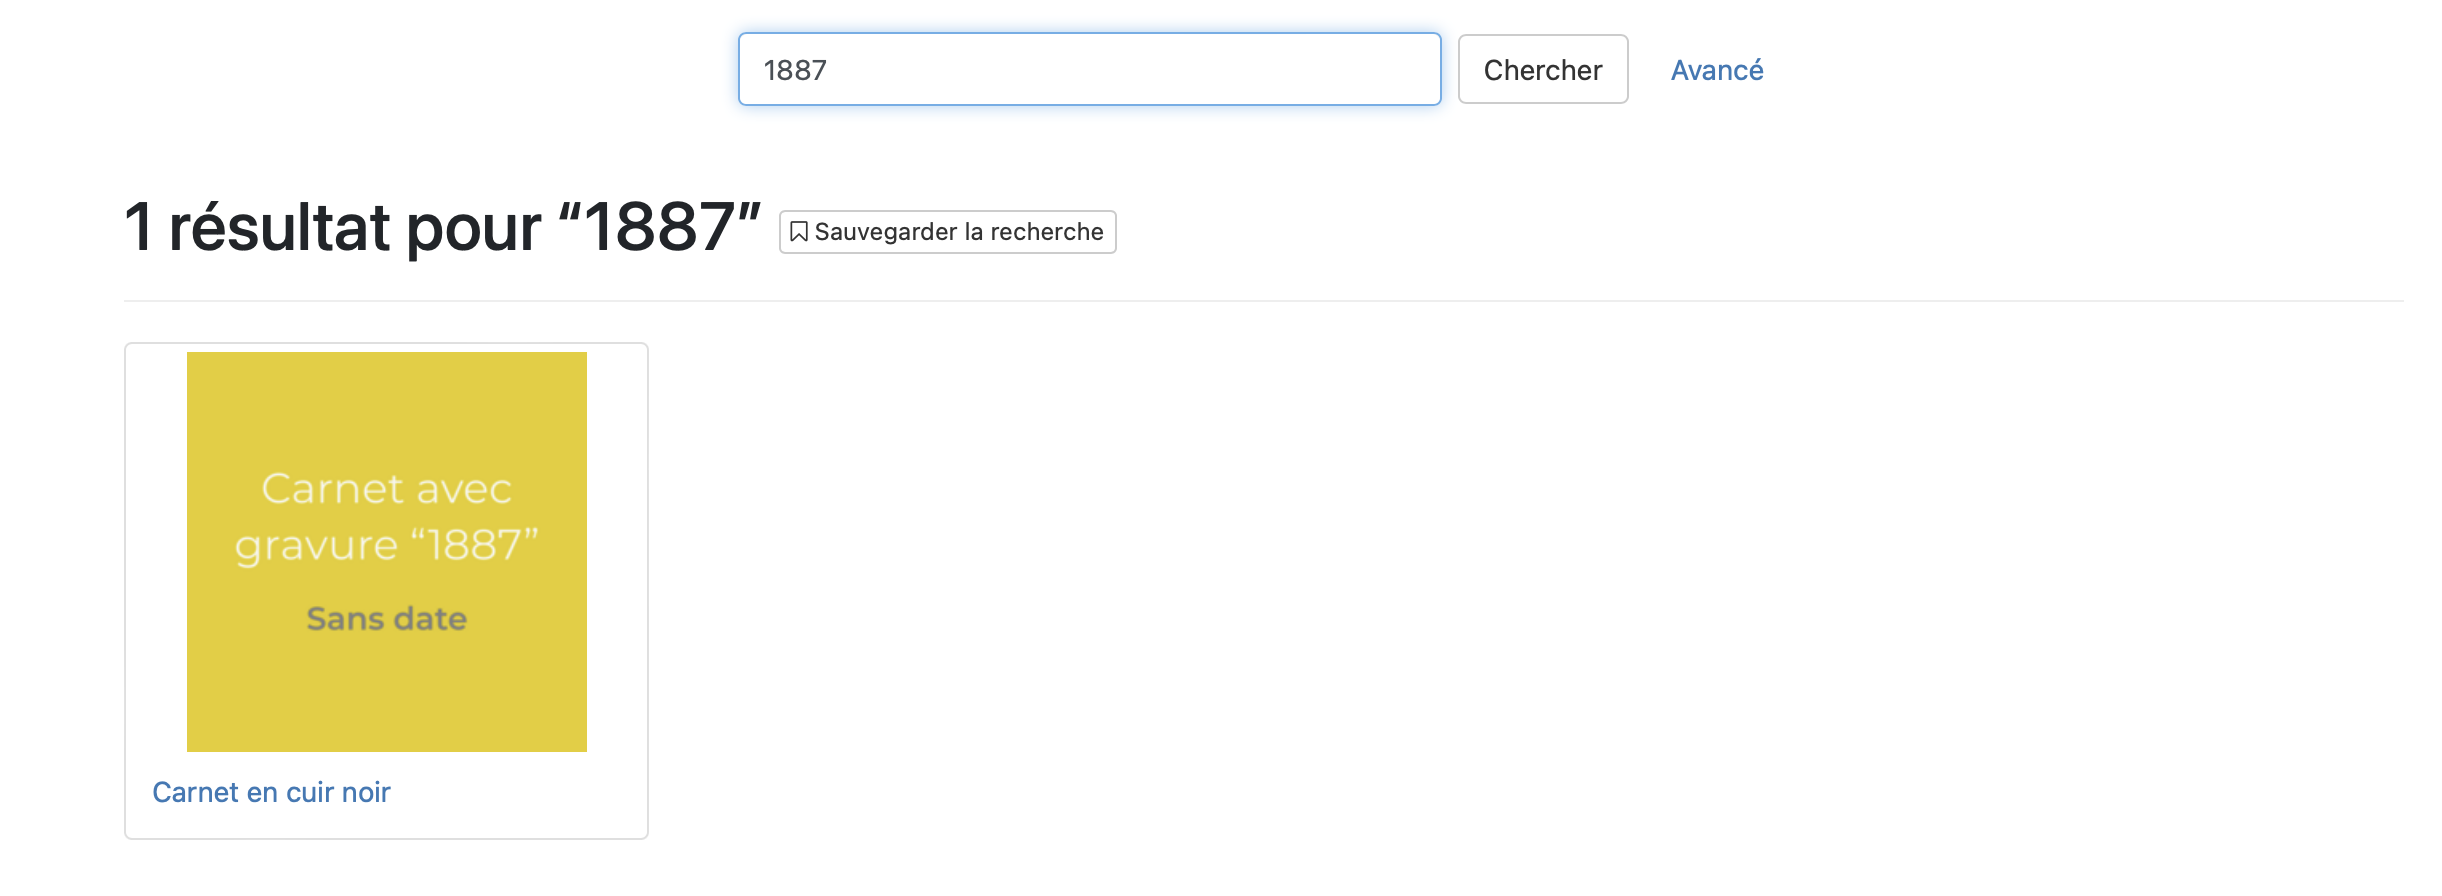 1887
Chercher
Avancé
1 résultat pour “1887”
Sauvegarder la recherche
Carnet avec
gravure “1887”
Sans date
Carnet en cuir noir